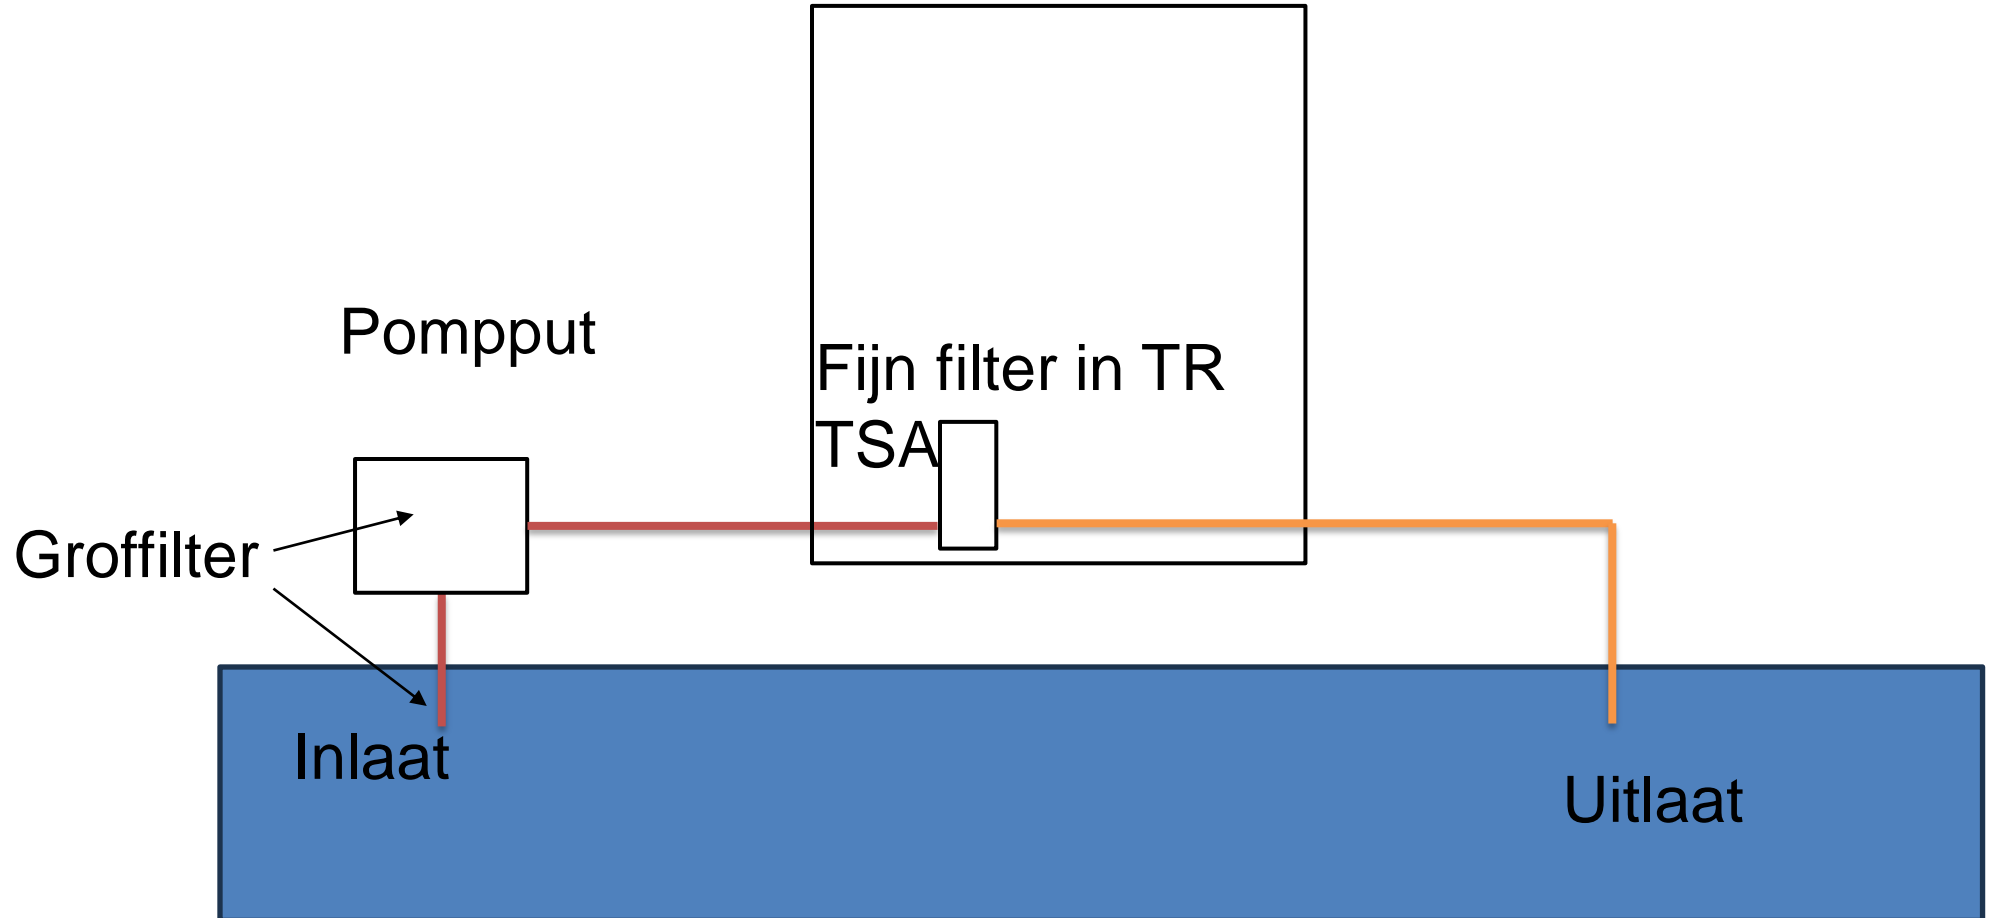 Pompput
Fijn filter in TR
TSA
Groffilter
Inlaat
Uitlaat